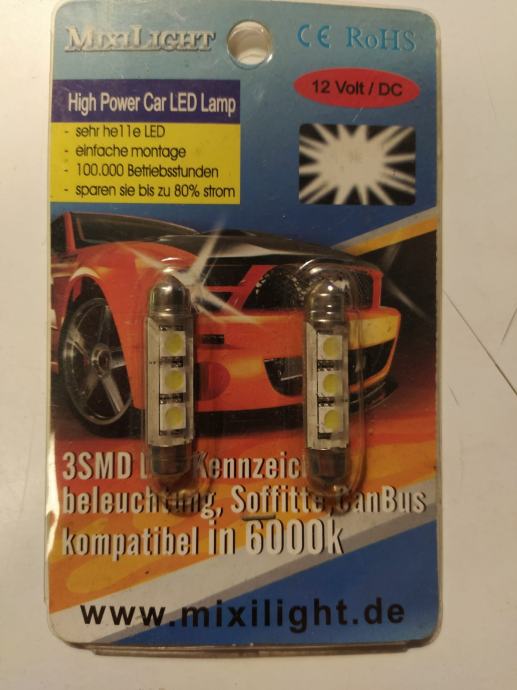 MIXILIGHT
CE RoHS
12 Volt / DC
High Power Car LED Lamp
- sehr he11e LED
- einfache montage
- 100.000 Betriebsstunden
- sparen sie bis zu 80% strom
3SMD Kennzeich
beleuchtung, Soffitte, CanBus
kompatibel in 6000k
www.mixilight.de